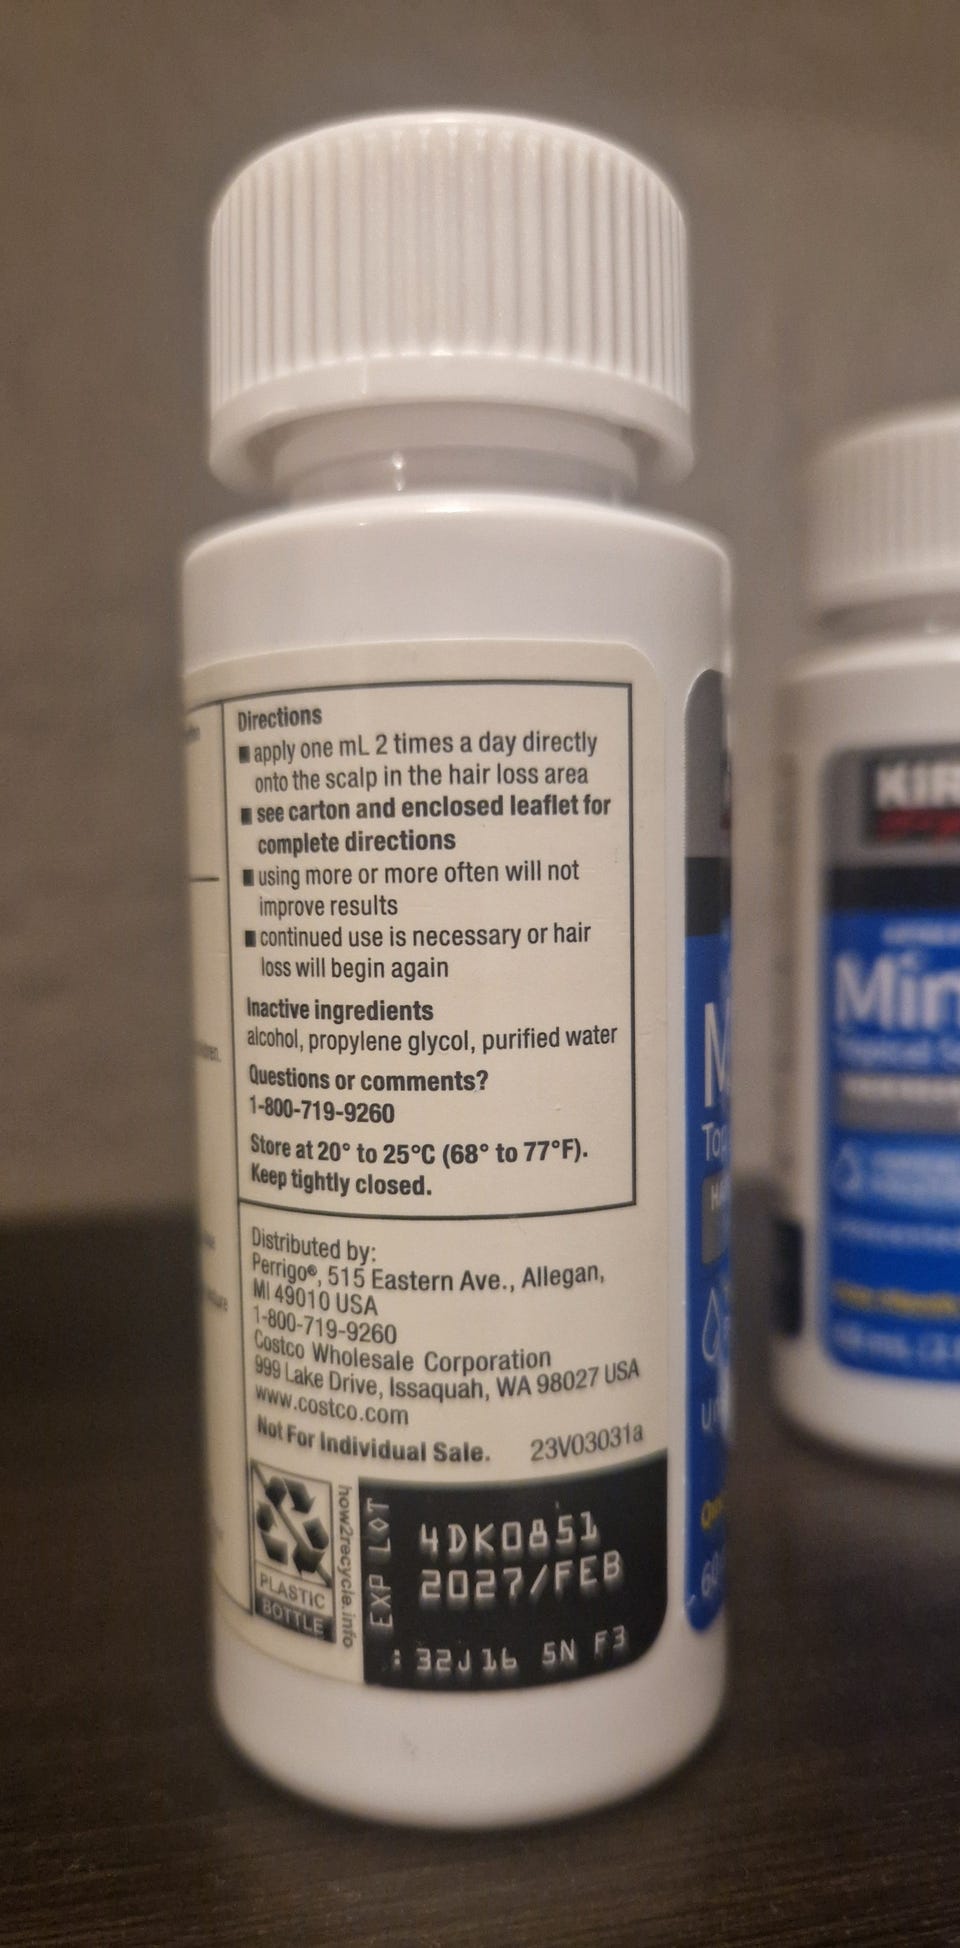 Directions
■ apply one mL 2 times a day directly
onto the scalp in the hair loss area
■ see carton and enclosed leaflet for
complete directions
■ using more or more often will not
improve results
■ continued use is necessary or hair
loss will begin again
Inactive ingredients
alcohol, propylene glycol, purified water
Questions or comments?
1-800-719-9260
Store at 20° to 25°C (68° to 77°F).
Keep tightly closed.
Distributed by:
Perrigo®, 515 Eastern Ave., Allegan,
MI 49010 USA
1-800-719-9260
Costco Wholesale Corporation
999 Lake Drive, Issaquah, WA 98027 USA
www.costco.com
Not For Individual Sale. 23V03031a
PLASTIC
BOTTLE
how2recycle.info
EXP LOT
4DK0851
2027/FEB
: 32J16 5N F3
KIR
Min